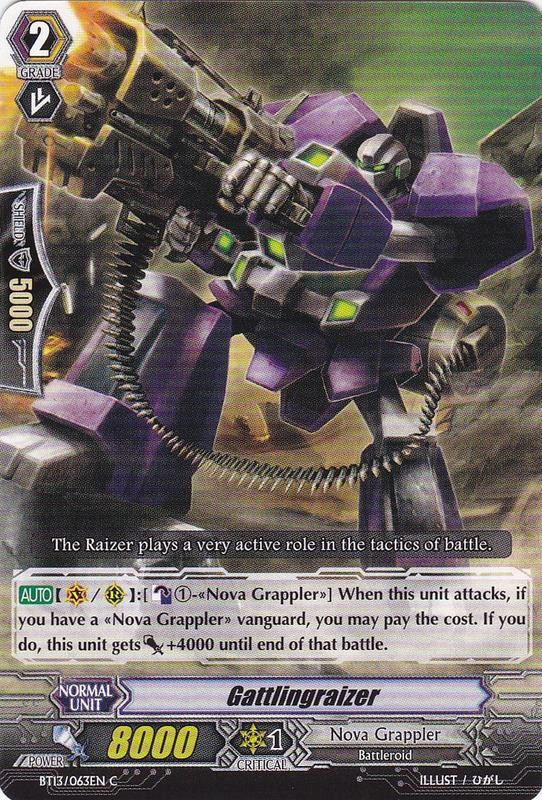 2
GRADE
SHIELD
5000
The Raizer plays a very active role in the tactics of battle.
AUTO【 V / R 】:[ ①-«Nova Grappler»] When this unit attacks, if
you have a «Nova Grappler» vanguard, you may pay the cost. If you
do, this unit gets +4000 until end of that battle.
NORMAL
UNIT
Gattlingraizer
POWER 8000
1
CRITICAL
Nova Grappler
Battleroid
BT13/063EN C
ILLUST / ひがし